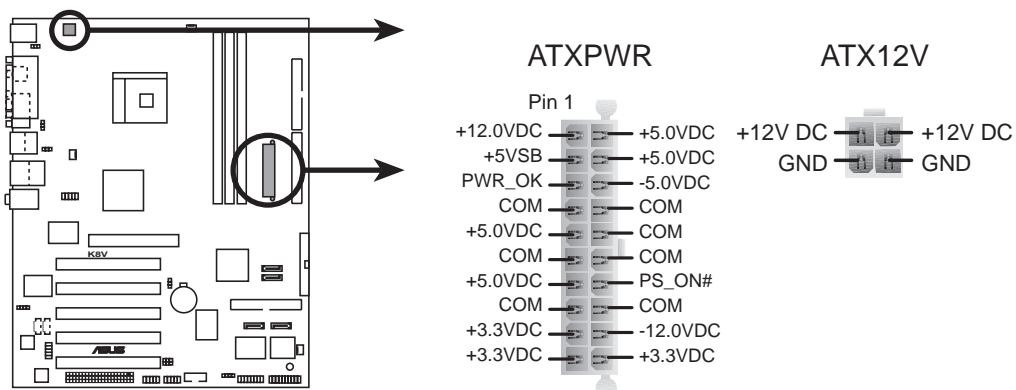 ATXPWR
ATX12V
Pin 1
+12.0VDC +5.0VDC
+5VSB +5.0VDC
PWR_OK -5.0VDC
COM COM
+5.0VDC COM
COM COM
+5.0VDC PS_ON#
COM COM
+3.3VDC -12.0VDC
+3.3VDC +3.3VDC
+12V DC +12V DC
GND GND
K8V
ASUS